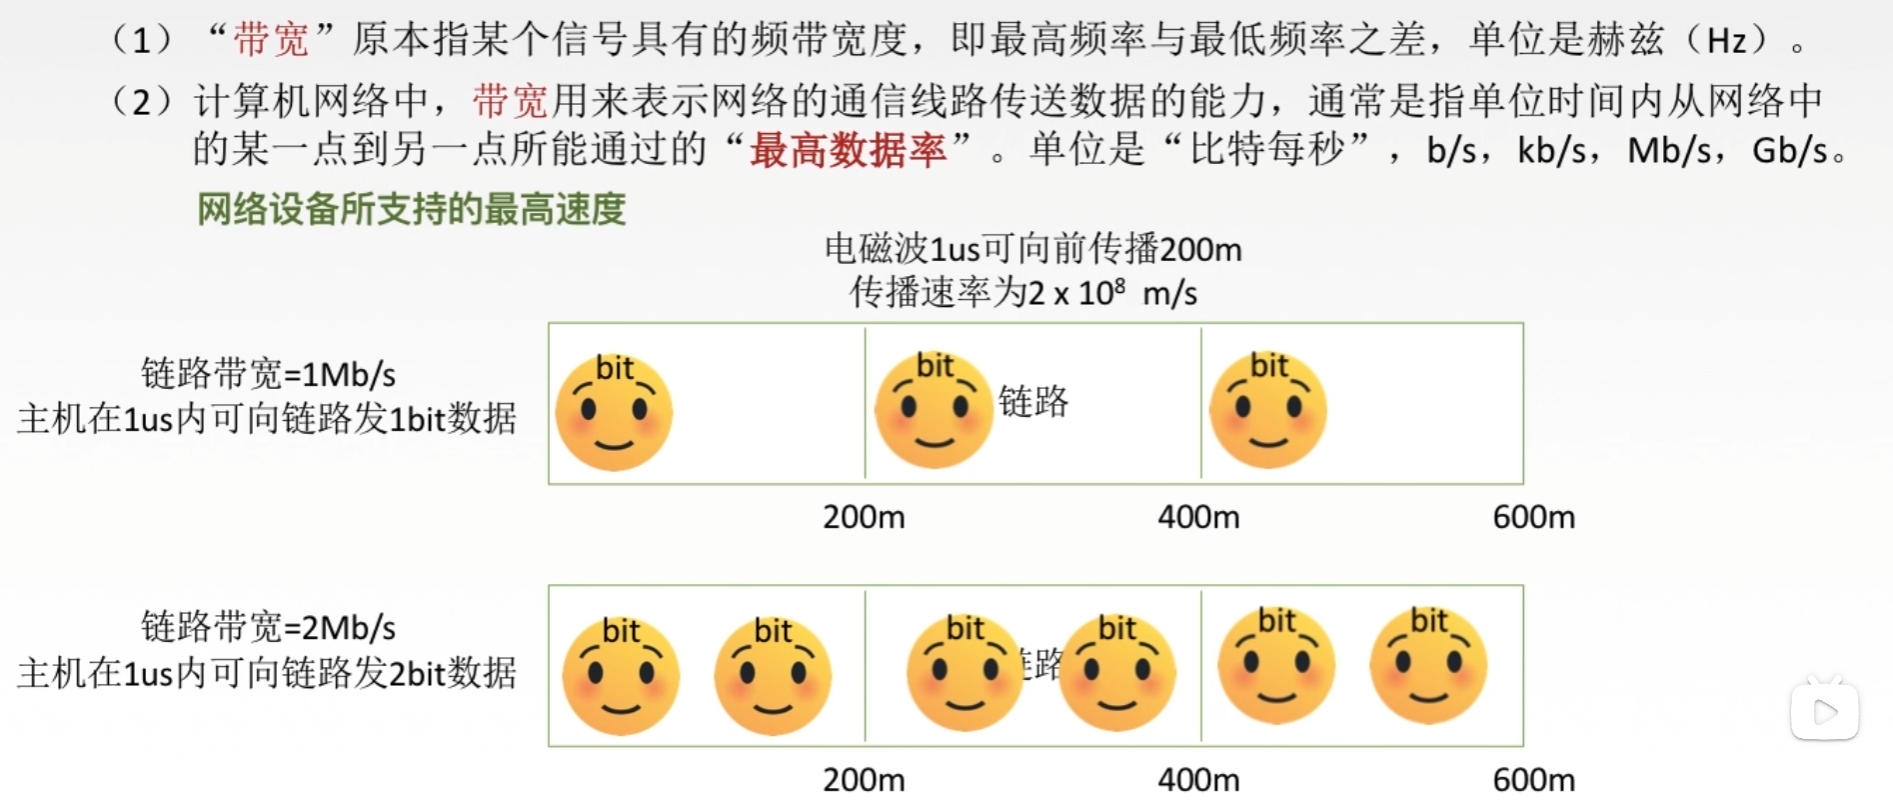 （1）“带宽”原本指某个信号具有的频带宽度，即最高频率与最低频率之差，单位是赫兹（Hz）。
（2）计算机网络中，带宽用来表示网络的通信线路传送数据的能力，通常是指单位时间内从网络中
的某一点到另一点所能通过的“最高数据率”。单位是“比特每秒”，b/s，kb/s，Mb/s，Gb/s。
网络设备所支持的最高速度
电磁波1us可向前传播200m
传播速率为2 x 10⁸ m/s
链路带宽=1Mb/s
主机在1us内可向链路发1bit数据
bit bit 链路 bit
200m 400m 600m
链路带宽=2Mb/s
主机在1us内可向链路发2bit数据
bit bit bit 路 bit bit bit
200m 400m 600m